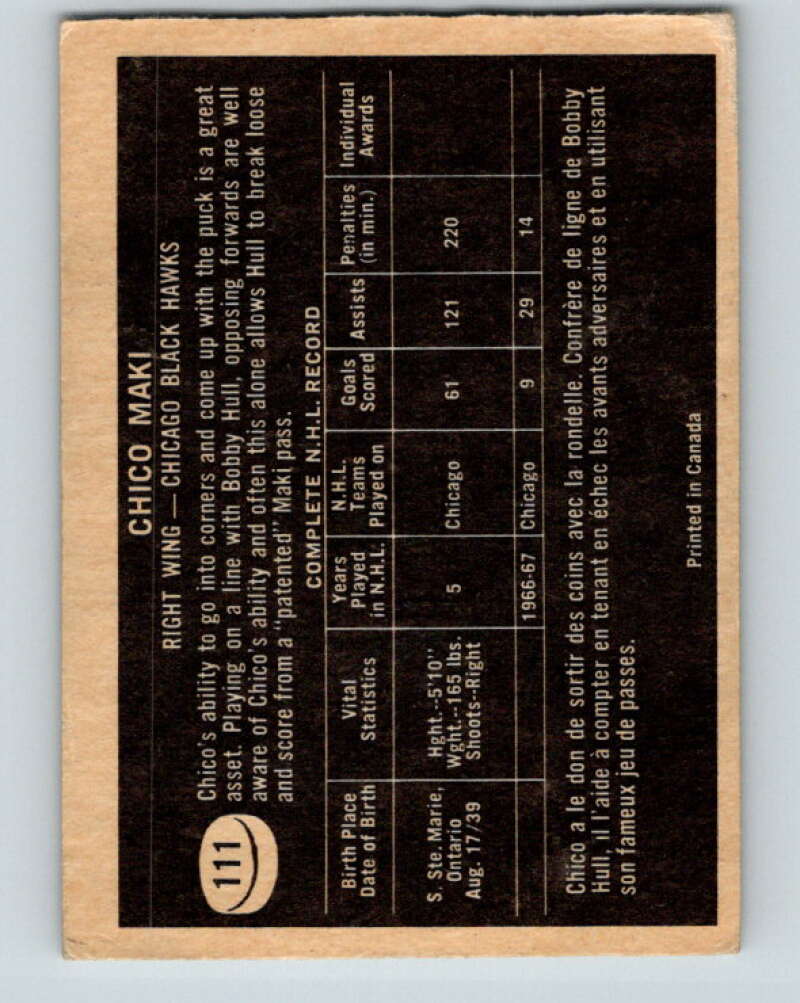 CHICO MAKI
RIGHT WING — CHICAGO BLACK HAWKS
111
Chico's ability to go into corners and come up with the puck is a great
asset. Playing on a line with Bobby Hull, opposing forwards are well
aware of Chico's ability and often this alone allows Hull to break loose
and score from a "patented" Maki pass.
COMPLETE N.H.L. RECORD
Birth Place
Date of Birth
Vital
Statistics
Years
Played
in N.H.L.
N.H.L.
Teams
Played on
Goals
Scored
Assists
Penalties
(in min.)
Individual
Awards
S. Ste. Marie,
Ontario
Aug. 17/39
Hght.--5'10"
Wght.--165 lbs.
Shoots--Right
5
Chicago
61
121
220
1966-67
Chicago
9
29
14
Chico a le don de sortir des coins avec la rondelle. Confrère de ligne de Bobby
Hull, il l'aide à compter en tenant en échec les avants adversaires et en utilisant
son fameux jeu de passes.
Printed in Canada